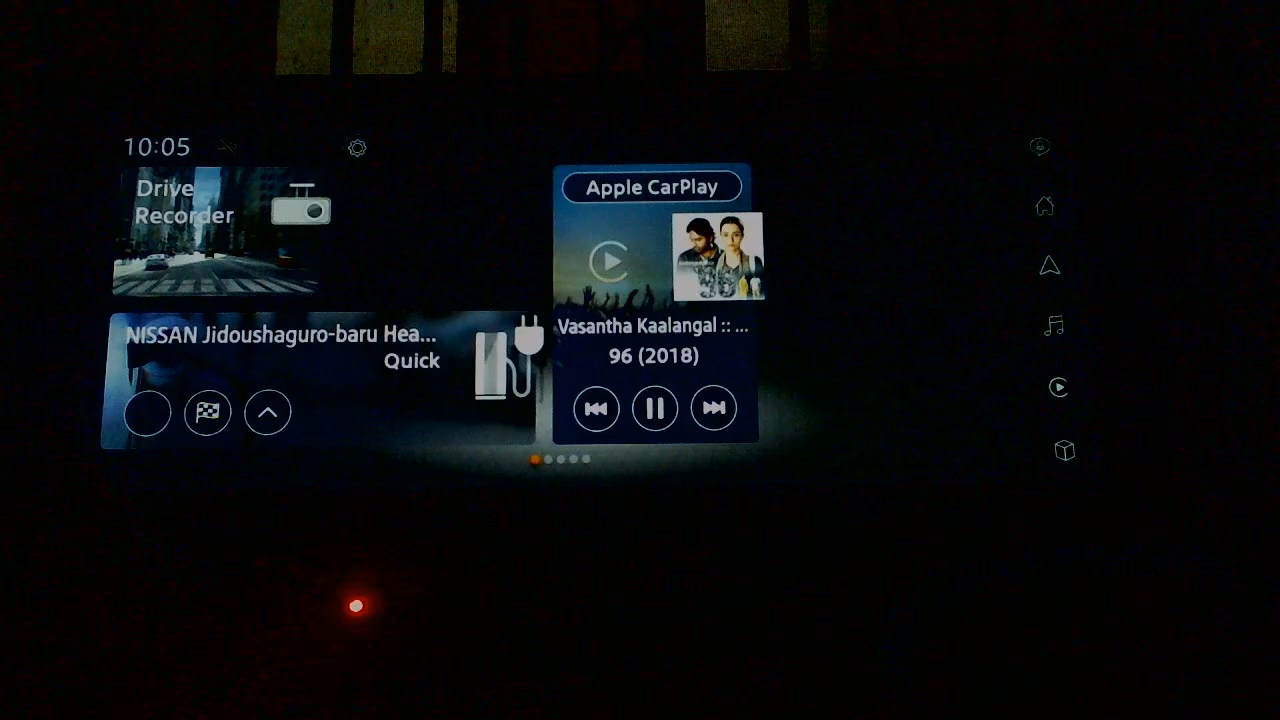 10:05
Drive
Recorder
NISSAN Jidoushaguro-baru Hea...
Quick
Apple CarPlay
Vasantha Kaalangal :: ...
96 (2018)